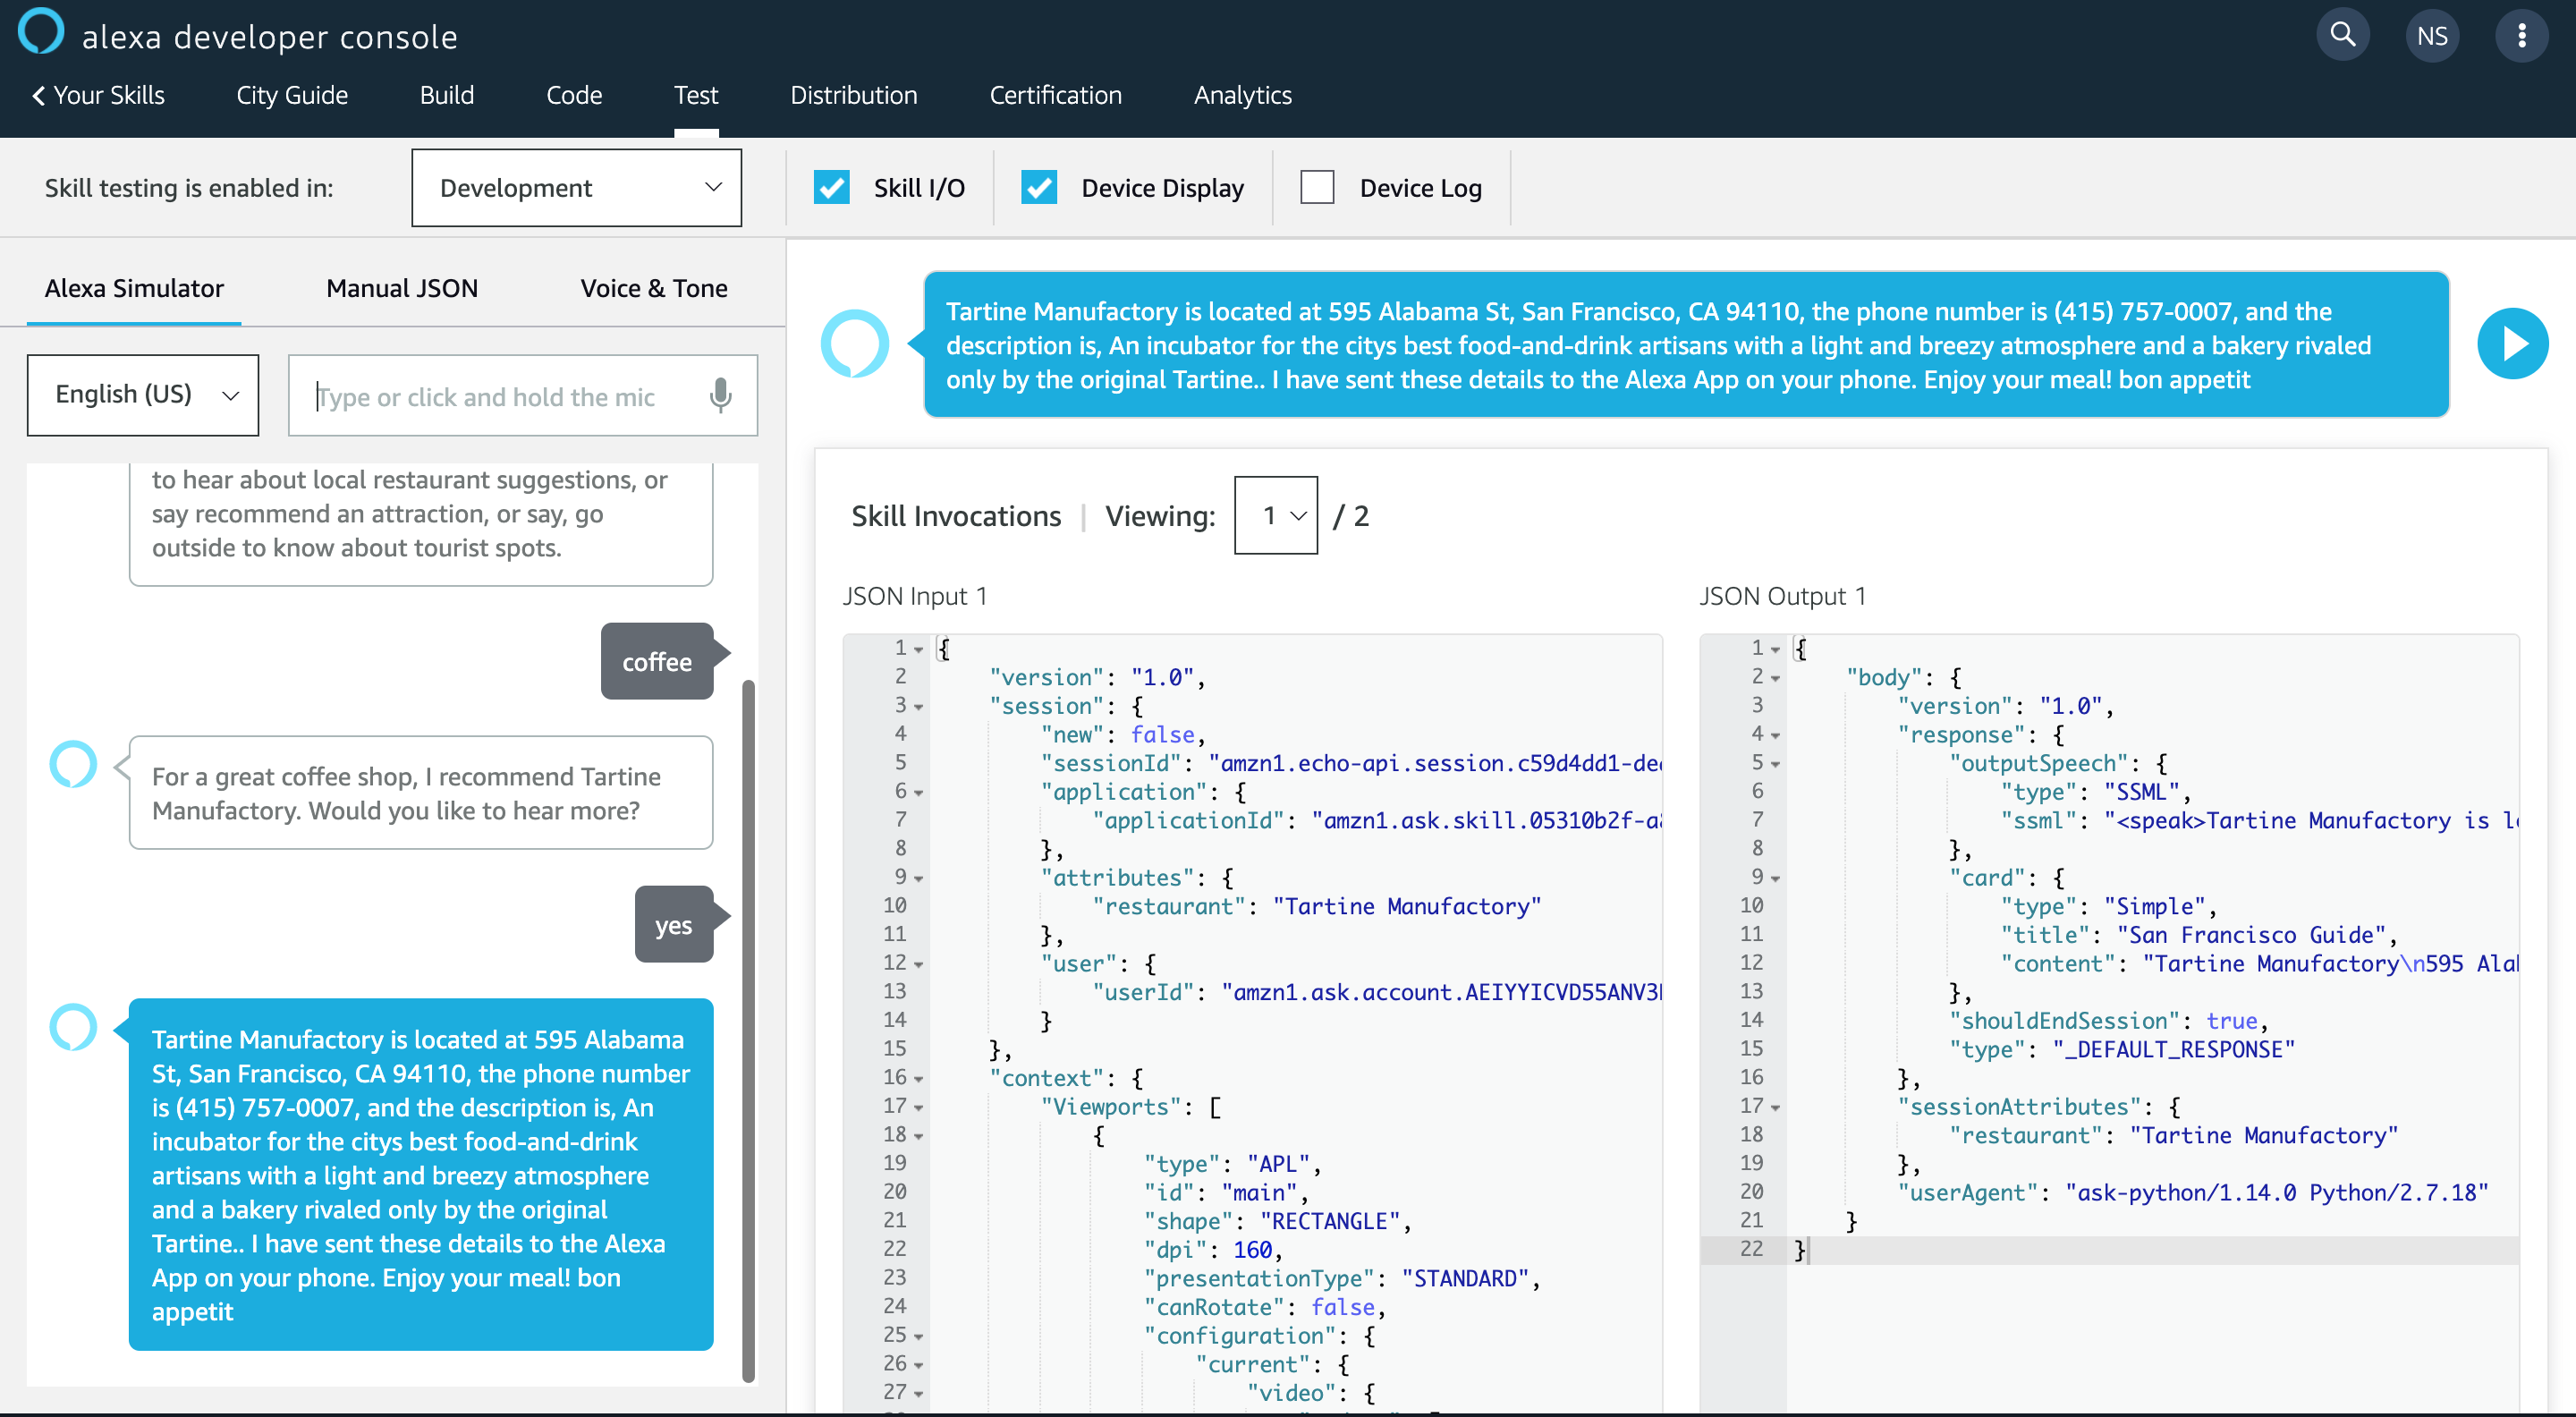 alexa developer console
NS
Your Skills
City Guide
Build
Code
Test
Distribution
Certification
Analytics
Skill testing is enabled in:
Development
Skill I/O
Device Display
Device Log
Alexa Simulator
Manual JSON
Voice & Tone
English (US)
Type or click and hold the mic
to hear about local restaurant suggestions, or
say recommend an attraction, or say, go
outside to know about tourist spots.
coffee
For a great coffee shop, I recommend Tartine
Manufactory. Would you like to hear more?
yes
Tartine Manufactory is located at 595 Alabama
St, San Francisco, CA 94110, the phone number
is (415) 757-0007, and the description is, An
incubator for the citys best food-and-drink
artisans with a light and breezy atmosphere
and a bakery rivaled only by the original
Tartine.. I have sent these details to the Alexa
App on your phone. Enjoy your meal! bon
appetit
Tartine Manufactory is located at 595 Alabama St, San Francisco, CA 94110, the phone number is (415) 757-0007, and the
description is, An incubator for the citys best food-and-drink artisans with a light and breezy atmosphere and a bakery rivaled
only by the original Tartine.. I have sent these details to the Alexa App on your phone. Enjoy your meal! bon appetit
Skill Invocations | Viewing: 1 / 2
JSON Input 1
1 {
2 "version": "1.0",
3 "session": {
4 "new": false,
5 "sessionId": "amzn1.echo-api.session.c59d4dd1-de
6 "application": {
7 "applicationId": "amzn1.ask.skill.05310b2f-a
8 },
9 "attributes": {
10 "restaurant": "Tartine Manufactory"
11 },
12 "user": {
13 "userId": "amzn1.ask.account.AEIYYICVD55ANV3
14 }
15 },
16 "context": {
17 "Viewports": [
18 {
19 "type": "APL",
20 "id": "main",
21 "shape": "RECTANGLE",
22 "dpi": 160,
23 "presentationType": "STANDARD",
24 "canRotate": false,
25 "configuration": {
26 "current": {
27 "video": {
JSON Output 1
1 {
2 "body": {
3 "version": "1.0",
4 "response": {
5 "outputSpeech": {
6 "type": "SSML",
7 "ssml": "<speak>Tartine Manufactory is l
8 },
9 "card": {
10 "type": "Simple",
11 "title": "San Francisco Guide",
12 "content": "Tartine Manufactory\n595 Ala
13 },
14 "shouldEndSession": true,
15 "type": "_DEFAULT_RESPONSE"
16 },
17 "sessionAttributes": {
18 "restaurant": "Tartine Manufactory"
19 },
20 "userAgent": "ask-python/1.14.0 Python/2.7.18"
21 }
22 }